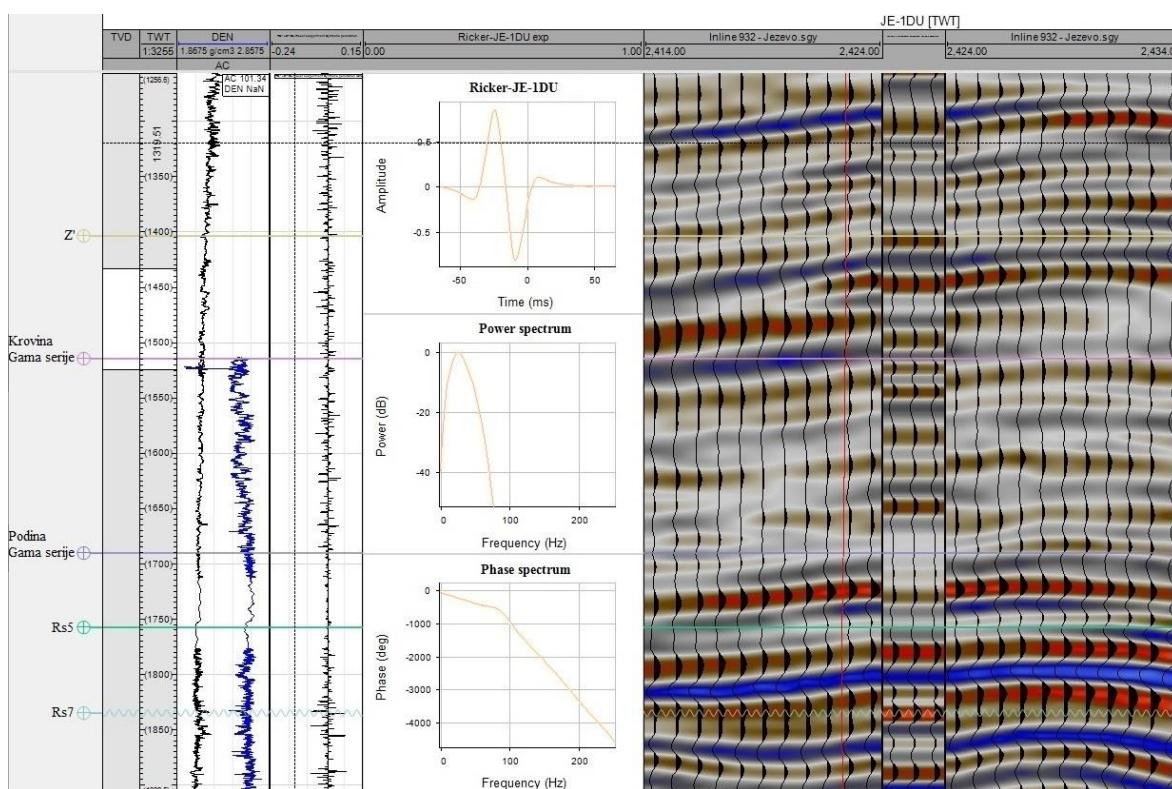 JE-1DU [TWT]
TVD TWT DEN Ricker-JE-1DU exp Inline 932 - Jezevo.sgy Inline 932 - Jezevo.sgy
1:3255 1.8675 g/cm3 2.8575 -0.24 0.15 0.00 1.00 2,414.00 2,424.00 2,424.00 2,434.0
AC
AC 101.34
DEN NaN
1319.51
(1350)
(1400)
(1450)
(1500)
(1550)
(1600)
(1650)
(1700)
(1750)
(1800)
(1850)
Z'
Krovina
Gama serije
Podina
Gama serije
Rs5
Rs7
Ricker-JE-1DU
Amplitude
0.5
0
-0.5
-50 0 50
Time (ms)
Power spectrum
Power (dB)
0
-20
-40
0 100 200
Frequency (Hz)
Phase spectrum
Phase (deg)
0
-1000
-2000
-3000
-4000
0 100 200
Frequency (Hz)